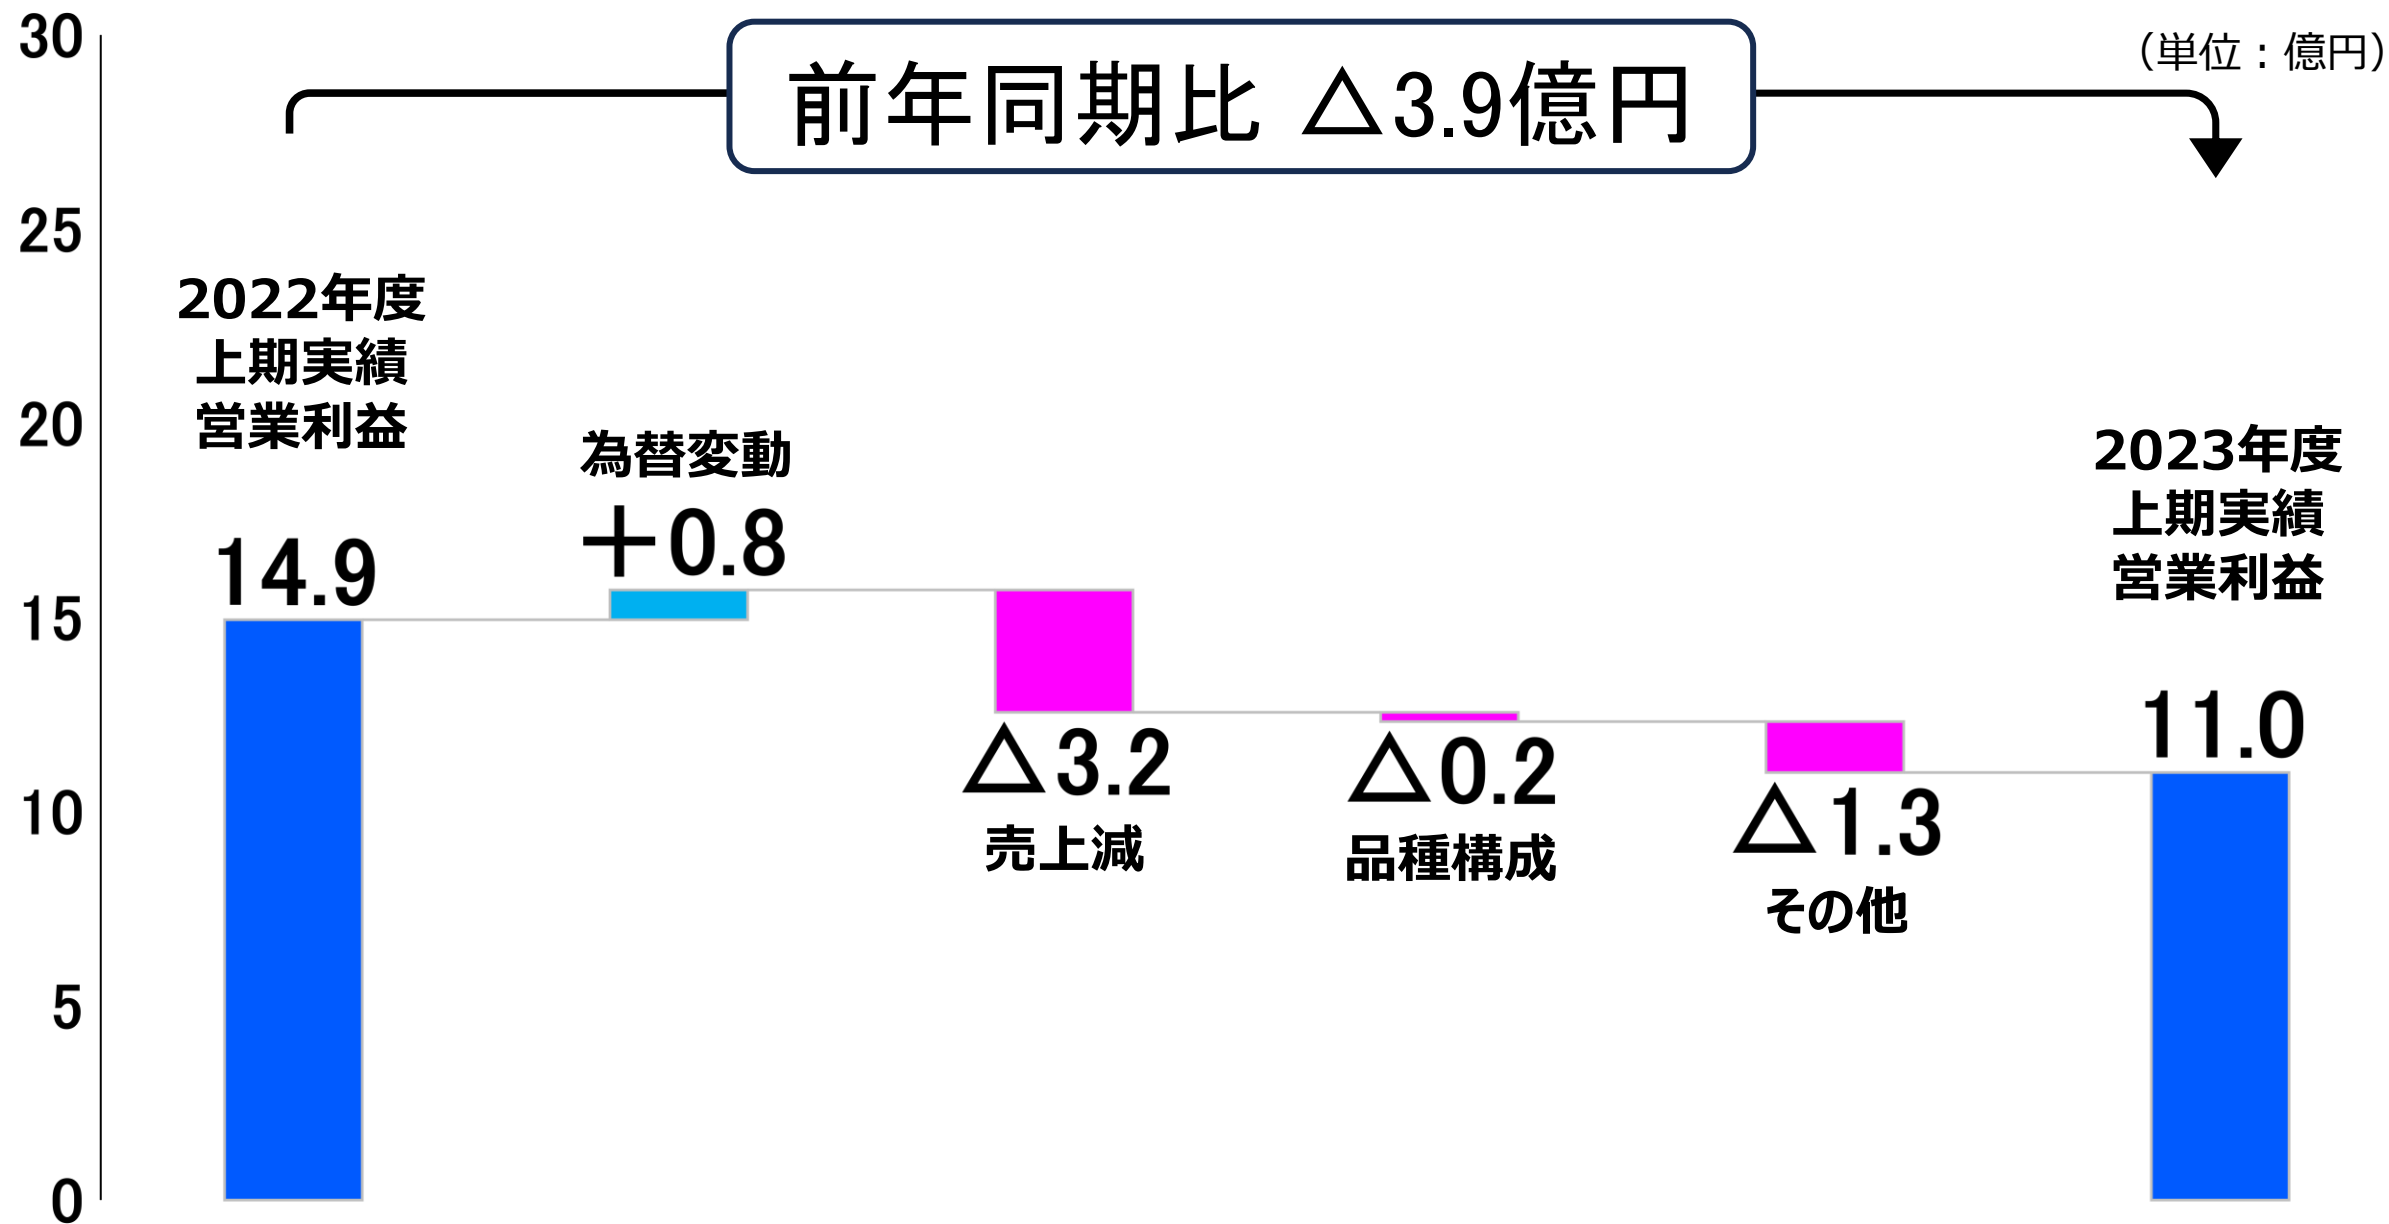 (単位：億円)
前年同期比 △3.9億円
30
25
20
15
10
5
0
2022年度
上期実績
営業利益
14.9
為替変動
＋0.8
△3.2
売上減
△0.2
品種構成
△1.3
その他
2023年度
上期実績
営業利益
11.0